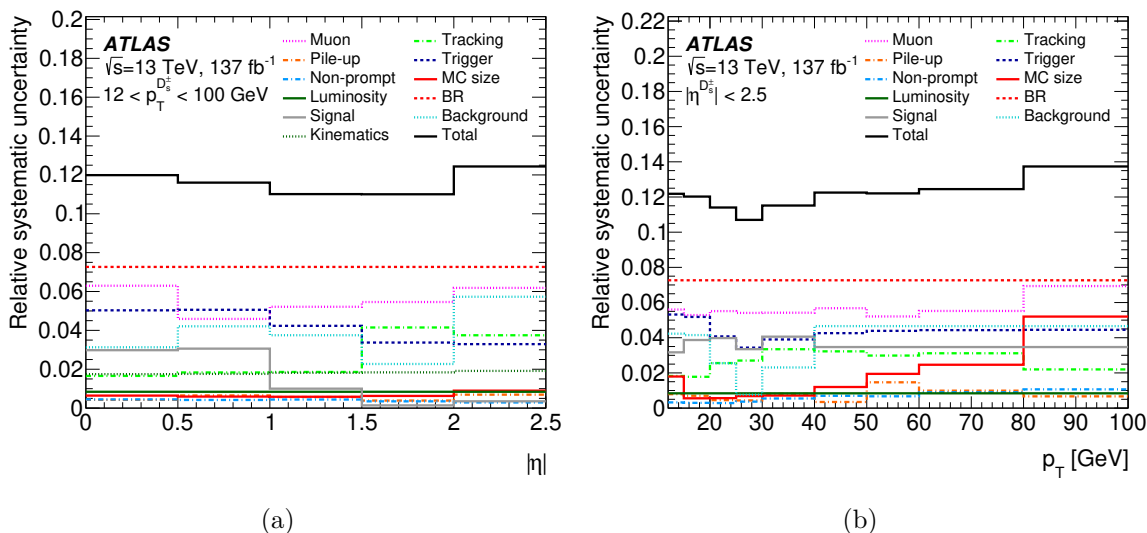 Relative systematic uncertainty
0.2
0.18
0.16
0.14
0.12
0.1
0.08
0.06
0.04
0.02
0
ATLAS
√s=13 TeV, 137 fb⁻¹
12 < p_T^{D_s^±} < 100 GeV
Muon
Pile-up
Non-prompt
Luminosity
Signal
Kinematics
Tracking
Trigger
MC size
BR
Background
Total
0 0.5 1 1.5 2 2.5
|η|
(a)
Relative systematic uncertainty
0.22
0.2
0.18
0.16
0.14
0.12
0.1
0.08
0.06
0.04
0.02
0
ATLAS
√s=13 TeV, 137 fb⁻¹
|η^{D_s^±}| < 2.5
Muon
Pile-up
Non-prompt
Luminosity
Signal
Total
Tracking
Trigger
MC size
BR
Background
20 30 40 50 60 70 80 90 100
p_T [GeV]
(b)